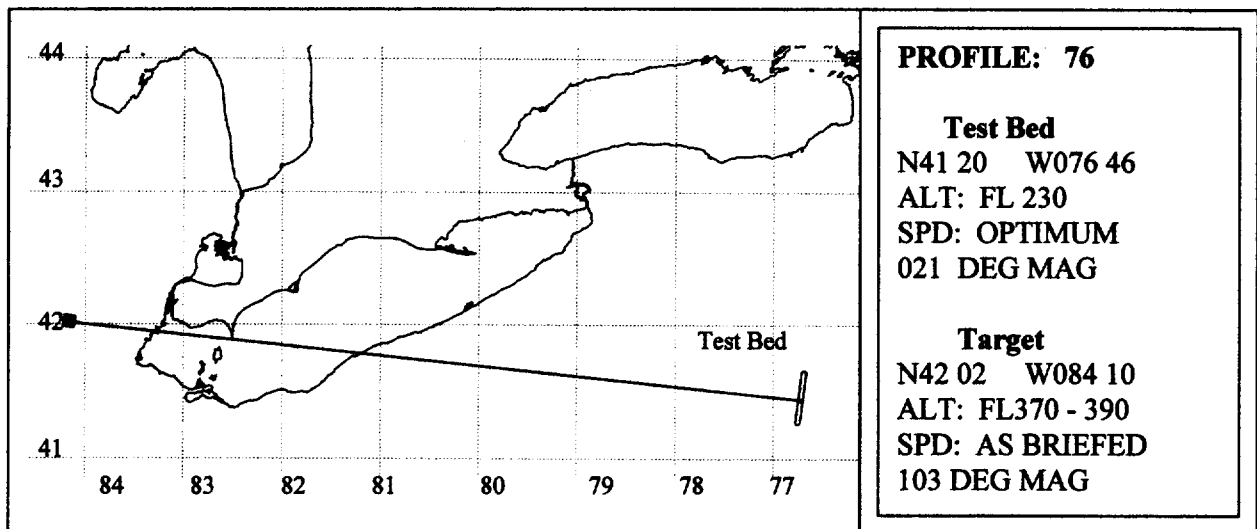 44
43
42
41
84 83 82 81 80 79 78 77
Test Bed
PROFILE: 76
Test Bed
N41 20 W076 46
ALT: FL 230
SPD: OPTIMUM
021 DEG MAG
Target
N42 02 W084 10
ALT: FL370 - 390
SPD: AS BRIEFED
103 DEG MAG